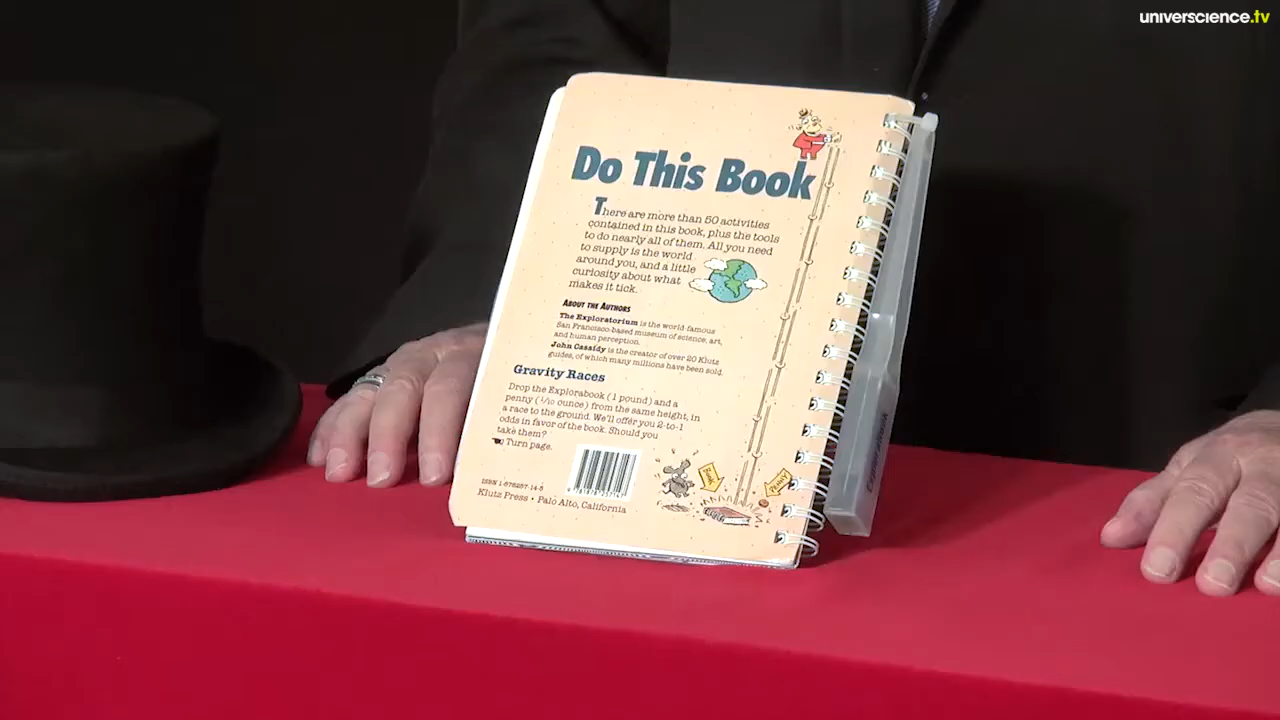 universcience.tv
Do This Book
There are more than 50 activities
contained in this book, plus the tools
to do nearly all of them. All you need
to supply is the world
around you, and a little
curiosity about what
makes it tick.
ABOUT THE AUTHORS
The Exploratorium is the world famous
San Francisco-based museum of science, art,
and human perception.
John Cassidy is the creator of over 20 Klutz
guides, of which many millions have been sold.
Gravity Races
Drop the Explorabook (1 pound) and a
penny (1/10 ounce) from the same height, in
a race to the ground. We'll offer you 2-to-1
odds in favor of the book. Should you
take them?
Turn page.
PENNY
ISBN 1-878257-14-5
Klutz Press • Palo Alto, California